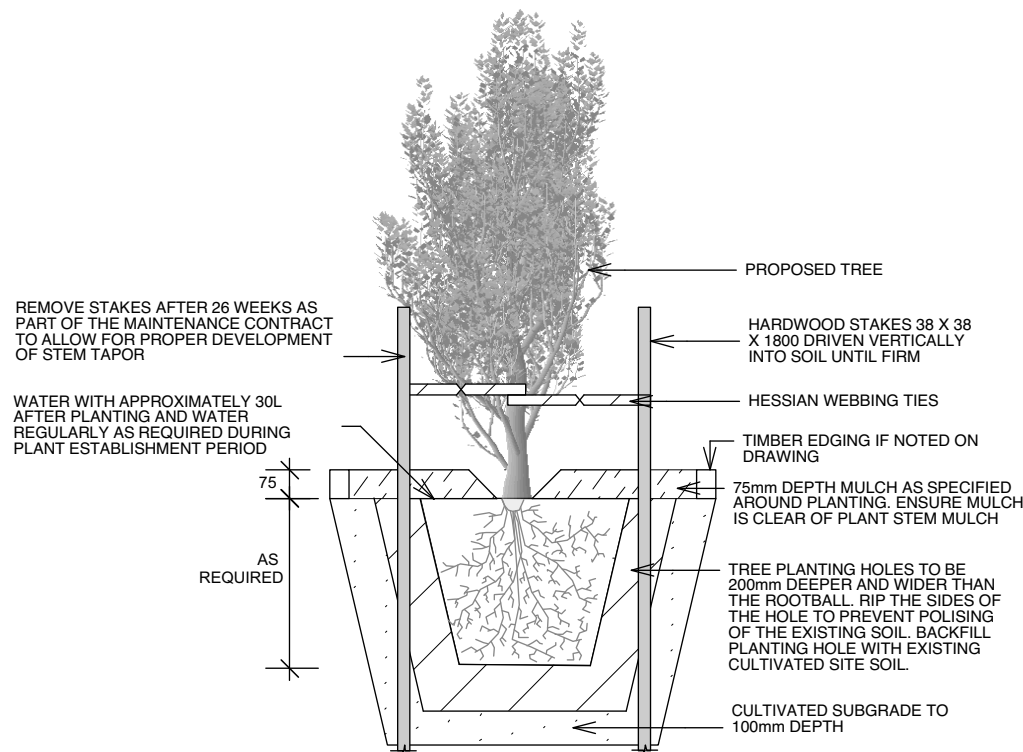 PROPOSED TREE
REMOVE STAKES AFTER 26 WEEKS AS
PART OF THE MAINTENANCE CONTRACT
TO ALLOW FOR PROPER DEVELOPMENT
OF STEM TAPOR
HARDWOOD STAKES 38 X 38
X 1800 DRIVEN VERTICALLY
INTO SOIL UNTIL FIRM
WATER WITH APPROXIMATELY 30L
AFTER PLANTING AND WATER
REGULARLY AS REQUIRED DURING
PLANT ESTABLISHMENT PERIOD
HESSIAN WEBBING TIES
TIMBER EDGING IF NOTED ON
DRAWING
75
75mm DEPTH MULCH AS SPECIFIED
AROUND PLANTING. ENSURE MULCH
IS CLEAR OF PLANT STEM MULCH
AS
REQUIRED
TREE PLANTING HOLES TO BE
200mm DEEPER AND WIDER THAN
THE ROOTBALL. RIP THE SIDES OF
THE HOLE TO PREVENT POLISING
OF THE EXISTING SOIL. BACKFILL
PLANTING HOLE WITH EXISTING
CULTIVATED SITE SOIL.
CULTIVATED SUBGRADE TO
100mm DEPTH